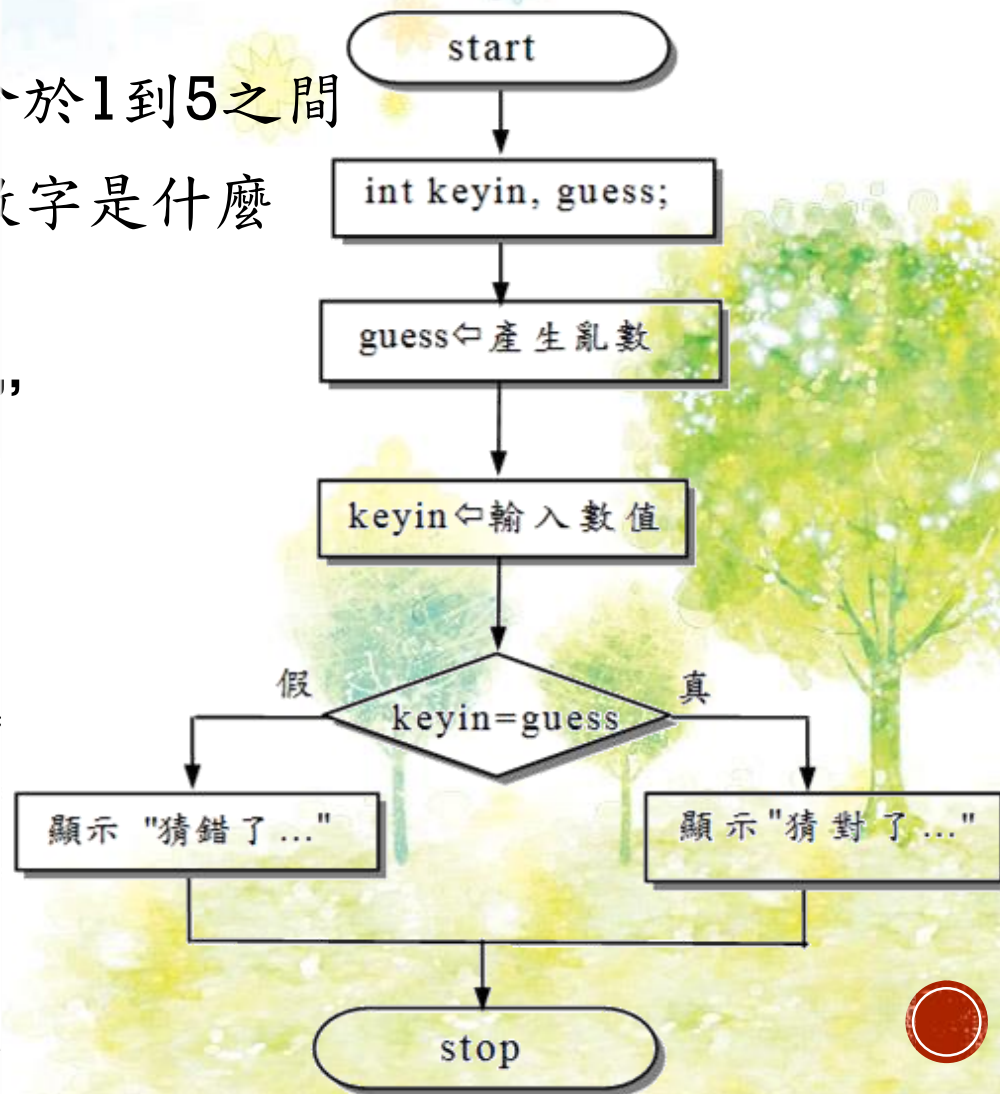 於1到5之間
字是什麼
,
start
int keyin, guess;
guess⇦產生亂數
keyin⇦輸入數值
假
真
keyin=guess
顯示 "猜錯了..."
顯示"猜對了..."
stop